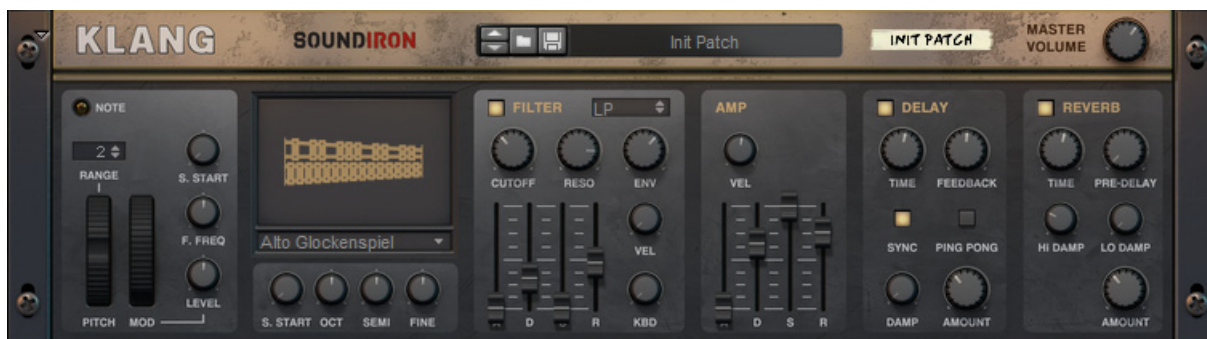 KLANG
SOUNDIRON
Init Patch
INIT PATCH
MASTER
VOLUME
NOTE
2
RANGE
S. START
F. FREQ
LEVEL
PITCH MOD
Alto Glockenspiel
S. START OCT SEMI FINE
FILTER LP
CUTOFF RESO ENV
VEL
KBD
D R
AMP
VEL
D S R
DELAY
TIME FEEDBACK
SYNC PING PONG
DAMP AMOUNT
REVERB
TIME PRE-DELAY
HI DAMP LO DAMP
AMOUNT